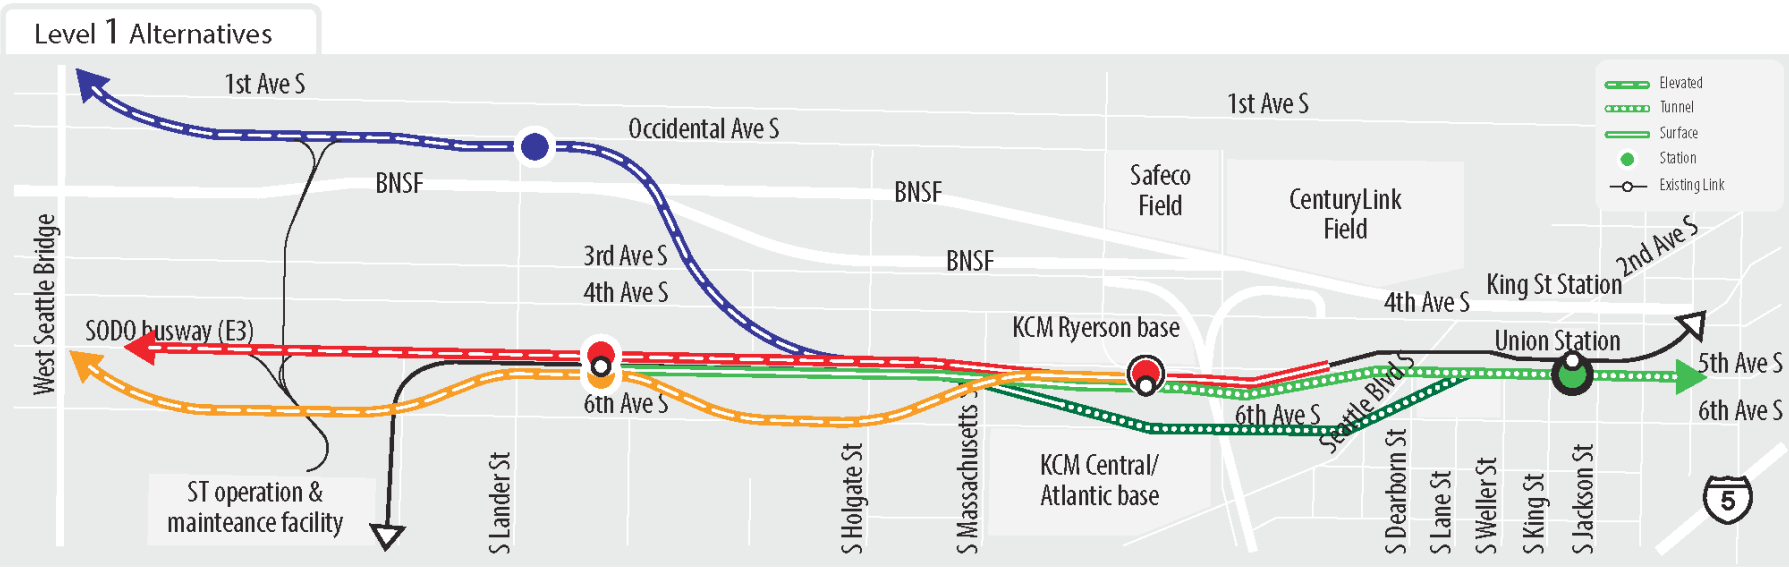 Level 1 Alternatives
1st Ave S
1st Ave S
Occidental Ave S
Elevated
Tunnel
Surface
Station
Existing Link
BNSF
BNSF
BNSF
Safeco
Field
CenturyLink
Field
West Seattle Bridge
3rd Ave S
4th Ave S
2nd Ave S
King St Station
4th Ave S
SODO busway (E3)
KCM Ryerson base
Union Station
5th Ave S
6th Ave S
6th Ave S
6th Ave S
Seattle Blvd S
ST operation &
mainteance facility
S Lander St
S Holgate St
S Massachusetts S
KCM Central/
Atlantic base
S Dearborn St
S Lane St
S Weller St
S King St
S Jackson St
5